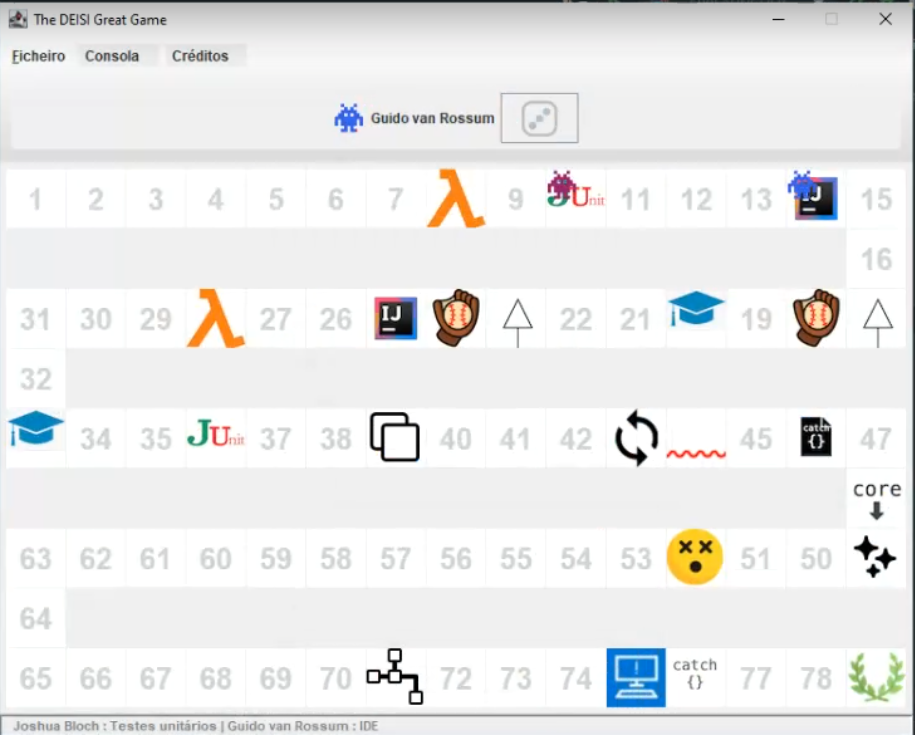 The DEISI Great Game
Ficheiro Consola Créditos
Guido van Rossum
1 2 3 4 5 6 7 9 JUnit 11 12 13 IJ 15
16
31 30 29 27 26 IJ 22 21 19
32
34 35 JUnit 37 38 40 41 42 45 catch {} 47
core
63 62 61 60 59 58 57 56 55 54 53 51 50
64
65 66 67 68 69 70 72 73 74 catch {} 77 78
Joshua Bloch : Testes unitários | Guido van Rossum : IDE